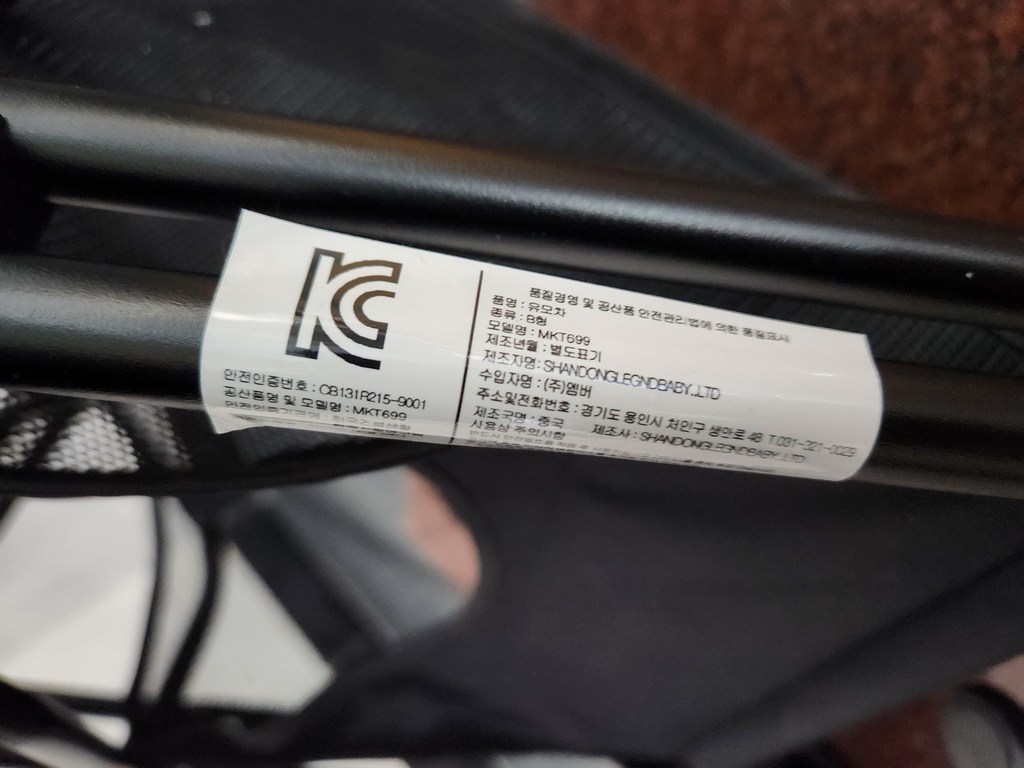 KC
안전인증번호 : CB131R215-9001
공산품명 및 모델명 : MKT699
품질경영 및 공산품 안전관리법에 의한 품질표시
품명 : 유모차
종류 : B형
모델명 : MKT699
제조년월 : 별도표기
제조자명: SHANDONGLEGNDBABY.,LTD
수입자명 : (주)엠버
주소및전화번호 : 경기도 용인시 처인구 샘안로 48 T.031-321-0029
제조국명 : 중국 제조사 : SHANDONGLEGNDBABY.,LTD
사용상 주의사항